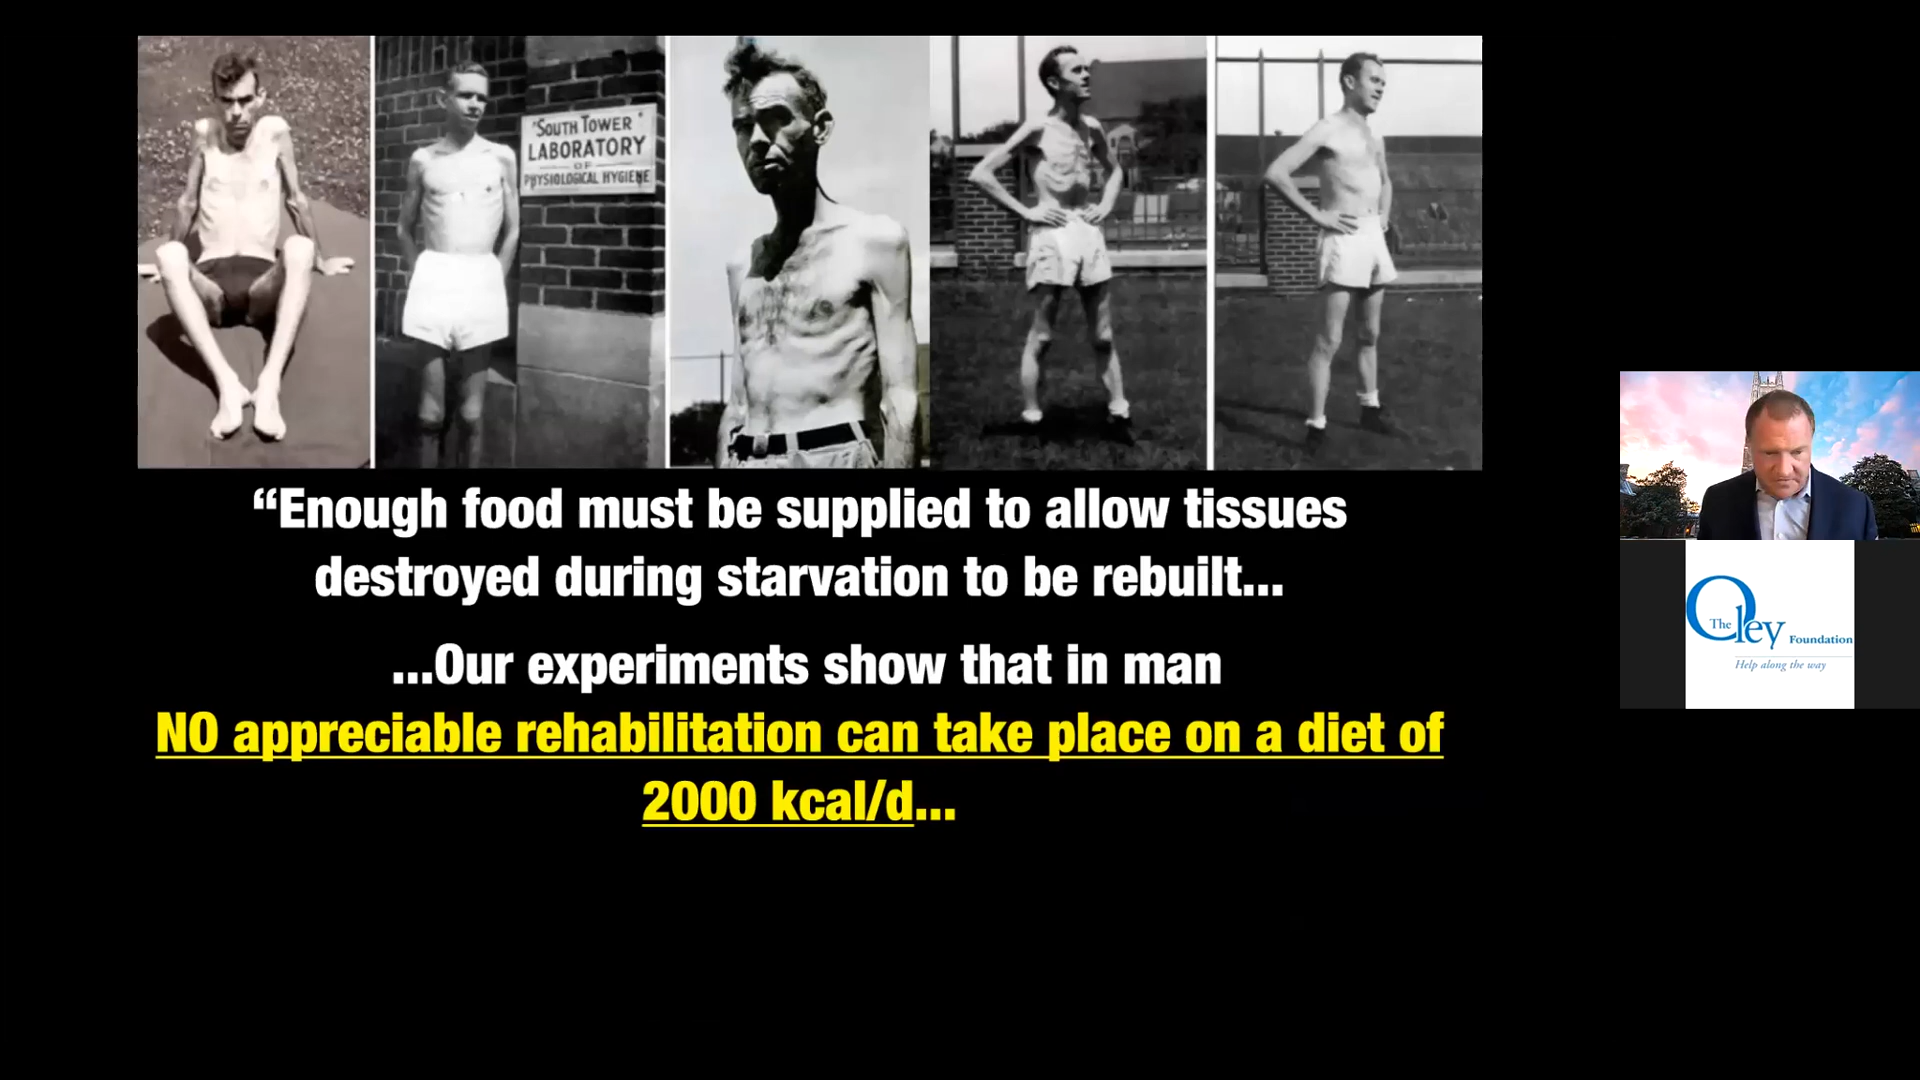 "SOUTH TOWER"
LABORATORY
OF
PHYSIOLOGICAL HYGIENE
“Enough food must be supplied to allow tissues
destroyed during starvation to be rebuilt...
...Our experiments show that in man
NO appreciable rehabilitation can take place on a diet of
2000 kcal/d...
The Oley Foundation
Help along the way